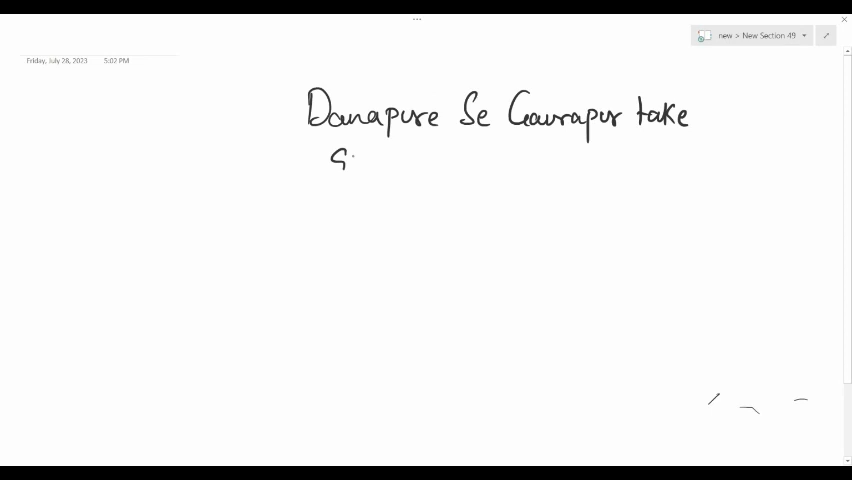 new > New Section 49
Friday, July 28, 2023 5:02 PM
Danapure Se Gaurapur take